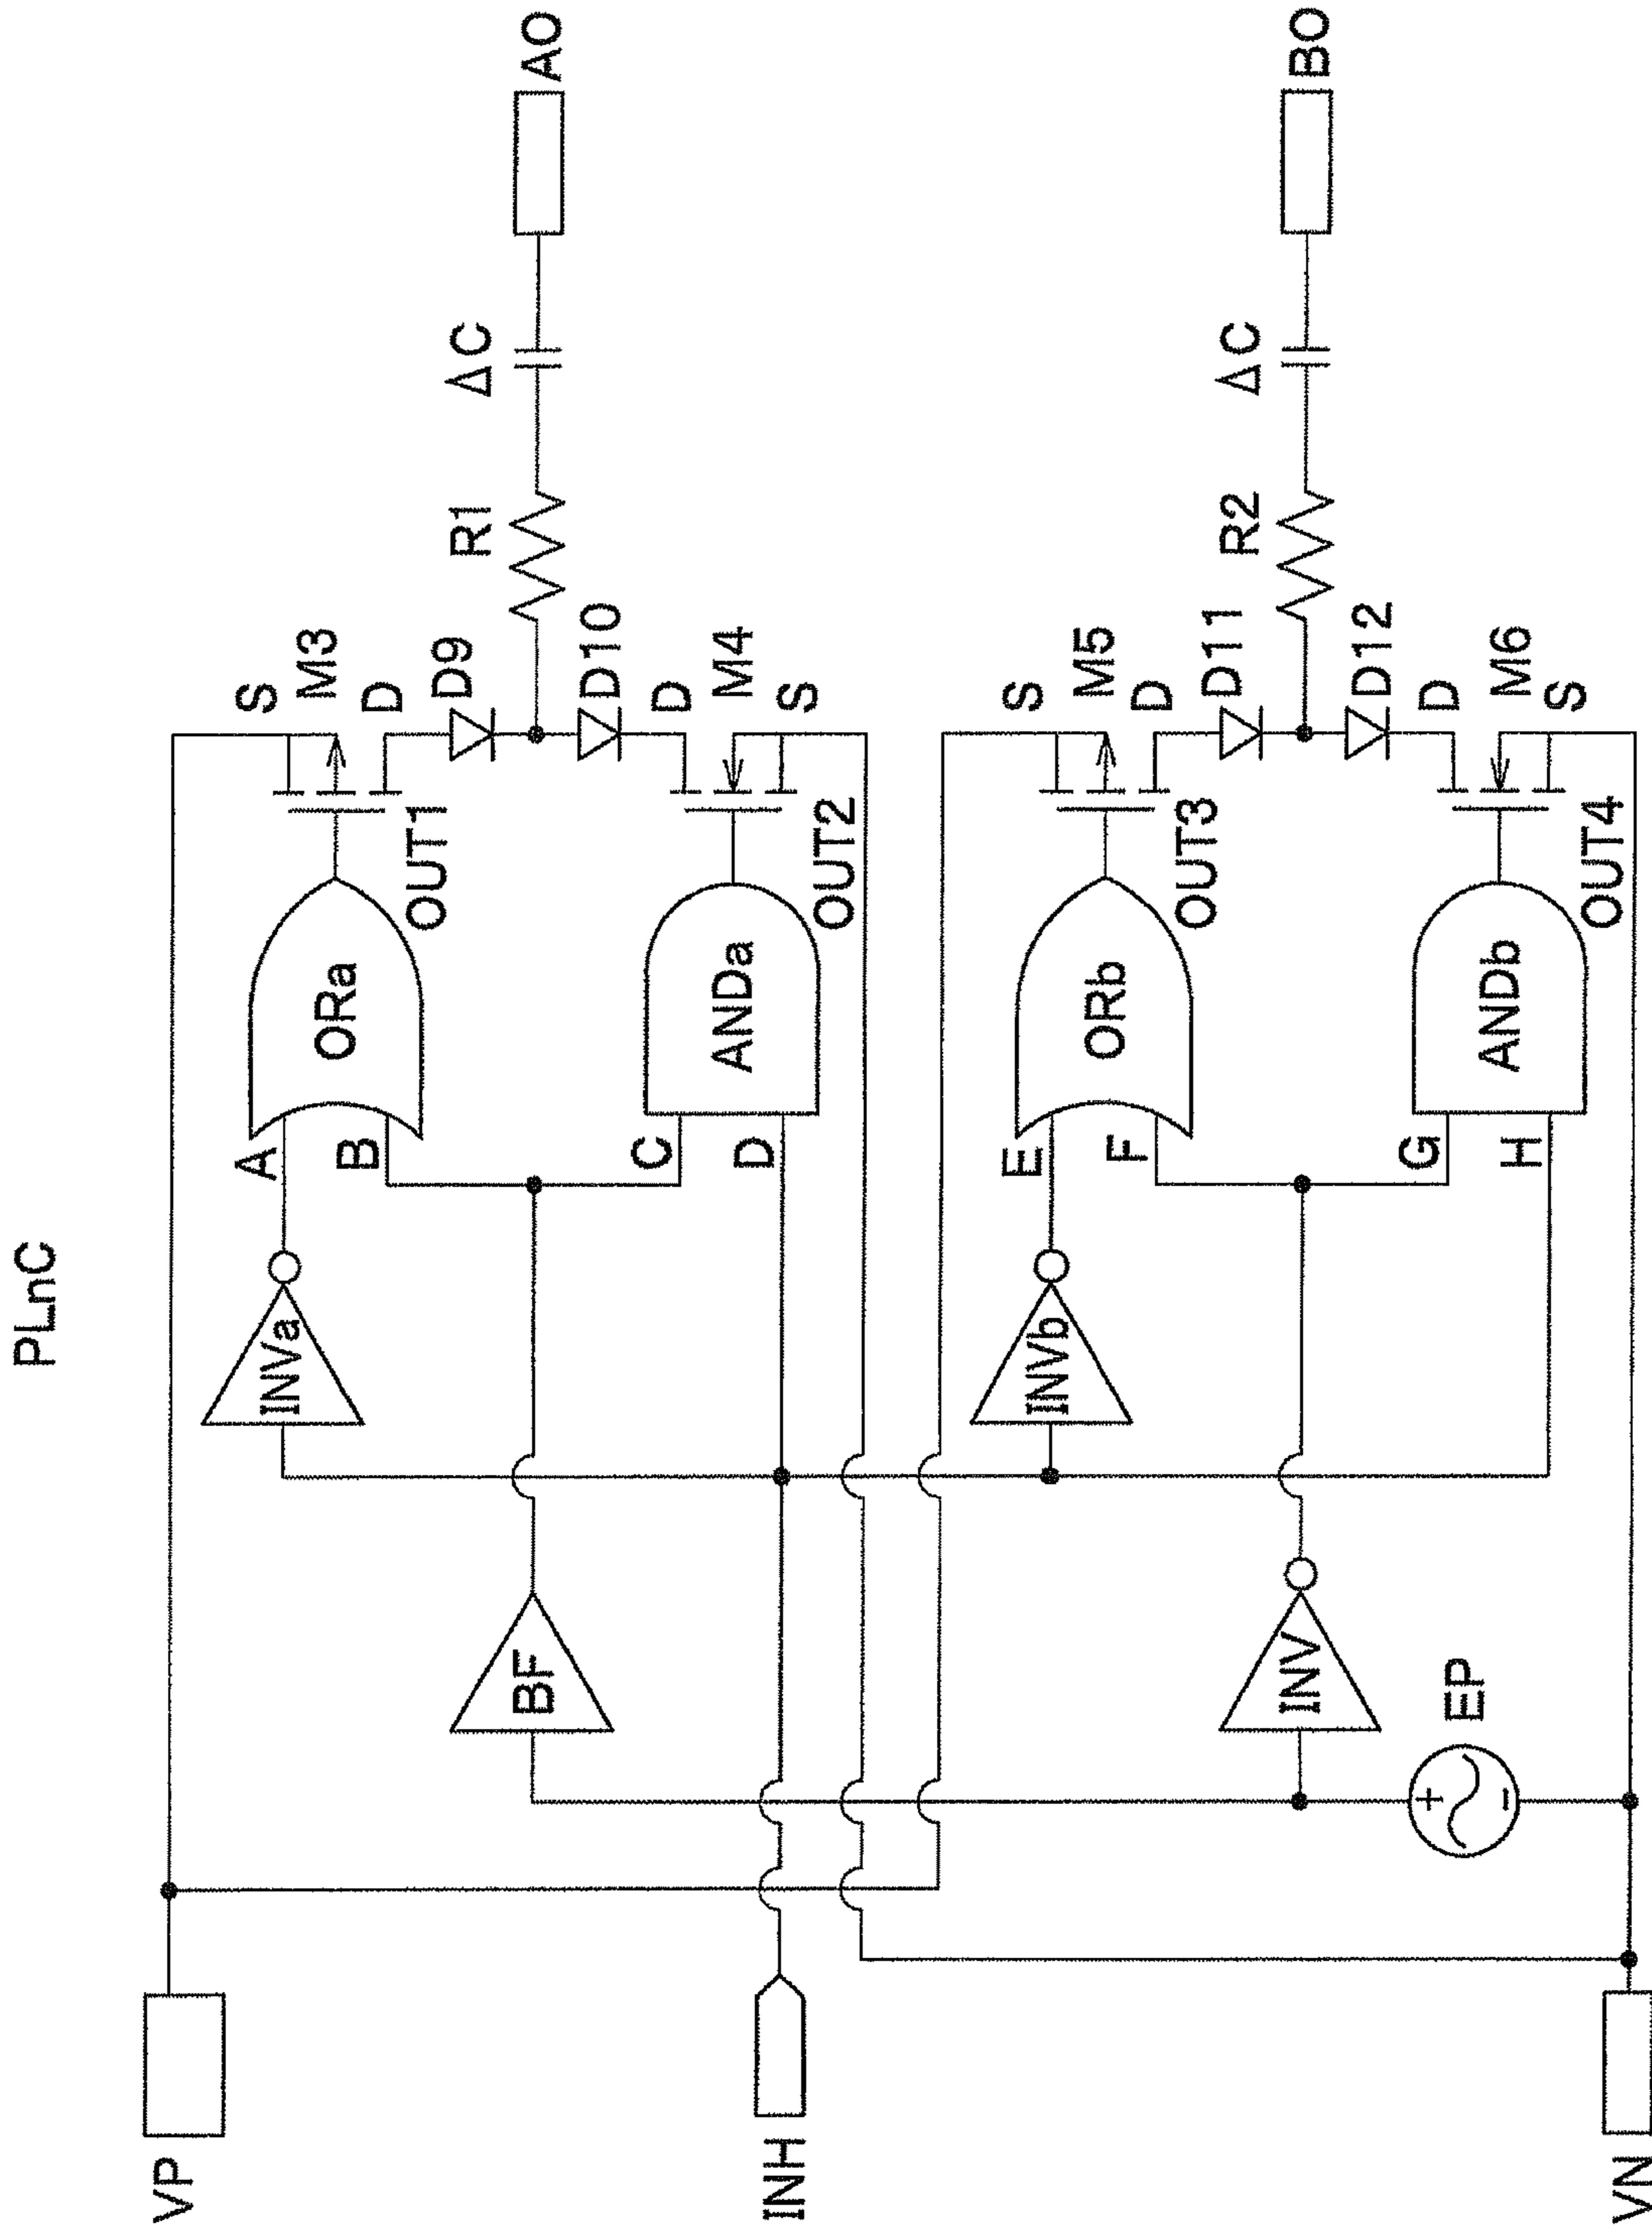 PLnC
VP
INH
VN
EP
BF
INV
INVa
INVb
A
B
C
D
E
F
G
H
ORa
ANDa
ORb
ANDb
OUT1
OUT2
OUT3
OUT4
S
M3
D
D9
D10
D
M4
S
S
M5
D
D11
D12
D
M6
S
R1
R2
ΔC
ΔC
AO
BO
+
-